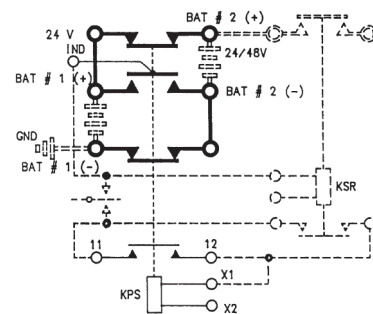 24 V
BAT # 2 (+)
IND
24/48V
BAT # 1 (+)
BAT # 2 (-)
GND
BAT # 1 (-)
KSR
11
12
X1
KPS
X2